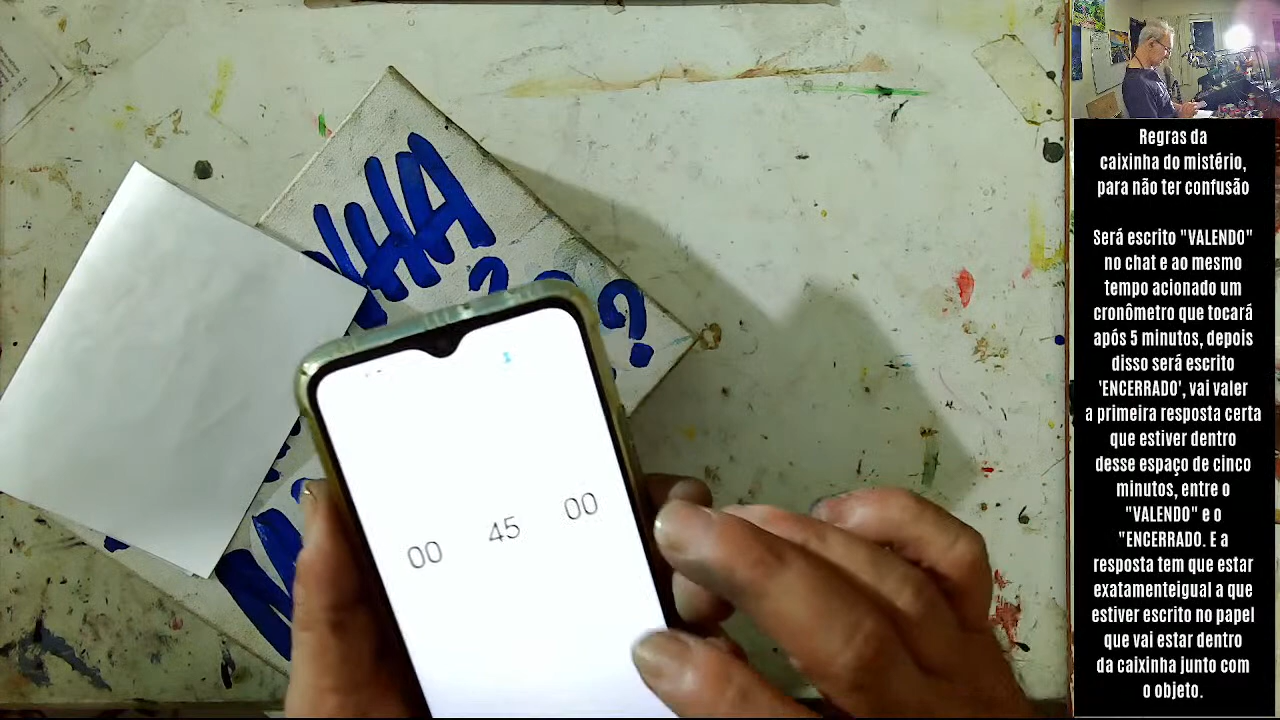 NHA
???
00 45 00
Regras da
caixinha do mistério,
para não ter confusão
Será escrito "VALENDO"
no chat e ao mesmo
tempo acionado um
cronômetro que tocará
após 5 minutos, depois
disso será escrito
'ENCERRADO', vai valer
a primeira resposta certa
que estiver dentro
desse espaço de cinco
minutos, entre o
"VALENDO" e o
"ENCERRADO. E a
resposta tem que estar
exatamenteigual a que
estiver escrito no papel
que vai estar dentro
da caixinha junto com
o objeto.